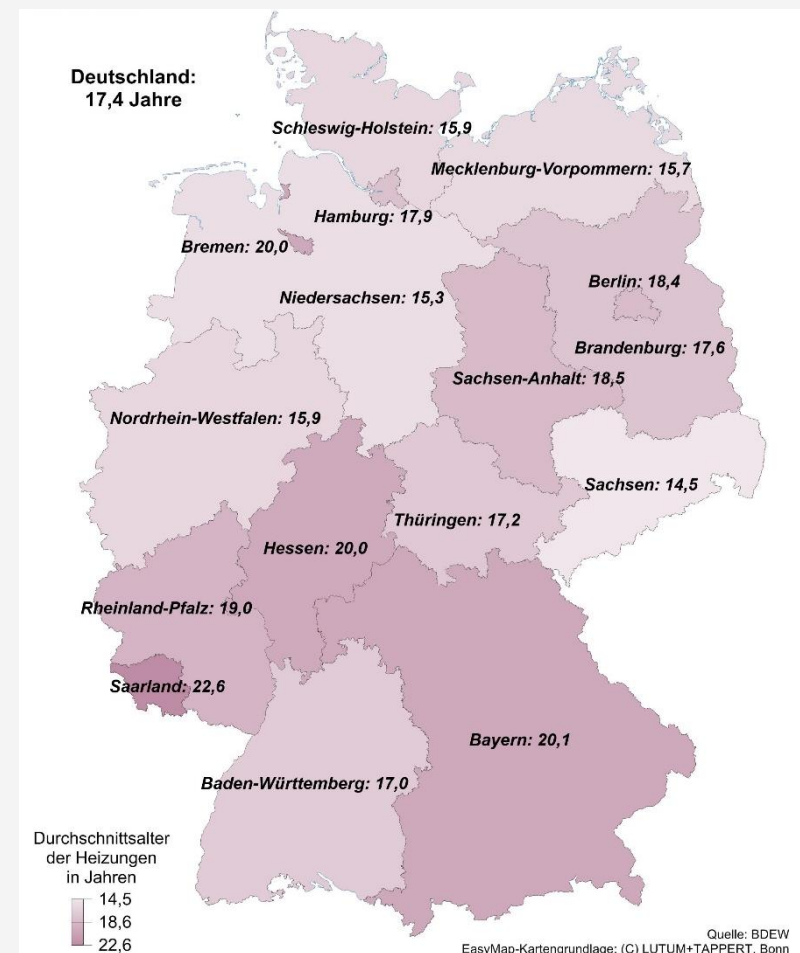 Deutschland:
17,4 Jahre
Schleswig-Holstein: 15,9
Mecklenburg-Vorpommern: 15,7
Hamburg: 17,9
Bremen: 20,0
Berlin: 18,4
Niedersachsen: 15,3
Brandenburg: 17,6
Sachsen-Anhalt: 18,5
Nordrhein-Westfalen: 15,9
Sachsen: 14,5
Thüringen: 17,2
Hessen: 20,0
Rheinland-Pfalz: 19,0
Saarland: 22,6
Bayern: 20,1
Baden-Württemberg: 17,0
Durchschnittsalter
der Heizungen
in Jahren
14,5
18,6
22,6
Quelle: BDEW
EasyMap-Kartengrundlage: (C) LUTUM+TAPPERT, Bonn